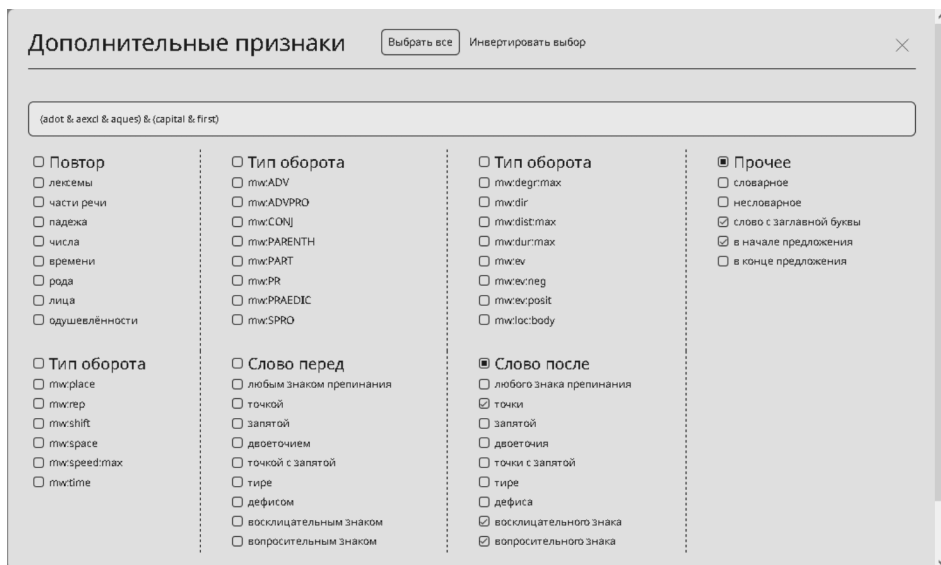 Дополнительные признаки
Выбрать все
Инвертировать выбор
(adot & aexcl & aques) & (capital & first)
Повтор
лексемы
части речи
падежа
числа
времени
рода
лица
одушевлённости
Тип оборота
mw:ADV
mw:ADVPRO
mw:CONJ
mw:PARENTH
mw:PART
mw:PR
mw:PRAEDIC
mw:SPRO
Тип оборота
mw:degr:max
mw:dir
mw:dist:max
mw:dur:max
mw:ev
mw:ev:neg
mw:ev:posit
mw:loc:body
Прочее
словарное
несловарное
слово с заглавной буквы
в начале предложения
в конце предложения
Тип оборота
mw:place
mw:rep
mw:shift
mw:space
mw:speed:max
mw:time
Слово перед
любым знаком препинания
точкой
запятой
двоеточием
точкой с запятой
тире
дефисом
восклицательным знаком
вопросительным знаком
Слово после
любого знака препинания
точки
запятой
двоеточия
точки с запятой
тире
дефиса
восклицательного знака
вопросительного знака